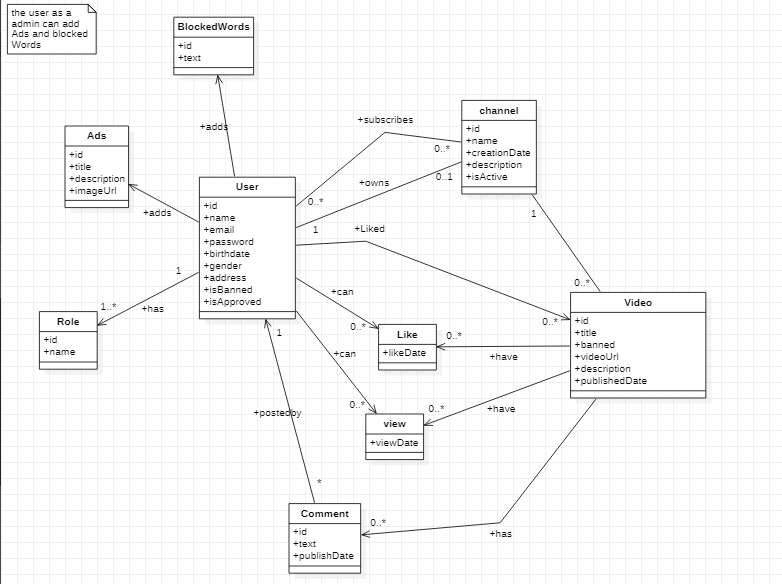 the user as a
admin can add
Ads and blocked
Words
BlockedWords
+id
+text
+adds
Ads
+id
+title
+description
+imageUrl
+adds
User
+id
+name
+email
+password
+birthdate
+gender
+address
+isBanned
+isApproved
+subscribes
0..*
0..*
+owns
0..1
1
channel
+id
+name
+creationDate
+description
+isActive
1
0..*
+Liked
0..*
Video
+id
+title
+banned
+videoUrl
+description
+publishedDate
1
1..*
+has
Role
+id
+name
+can
0..*
Like
+likeDate
0..*
+have
+can
0..*
view
+viewDate
0..*
+have
1
+postedby
*
Comment
+id
+text
+publishDate
0..*
+has